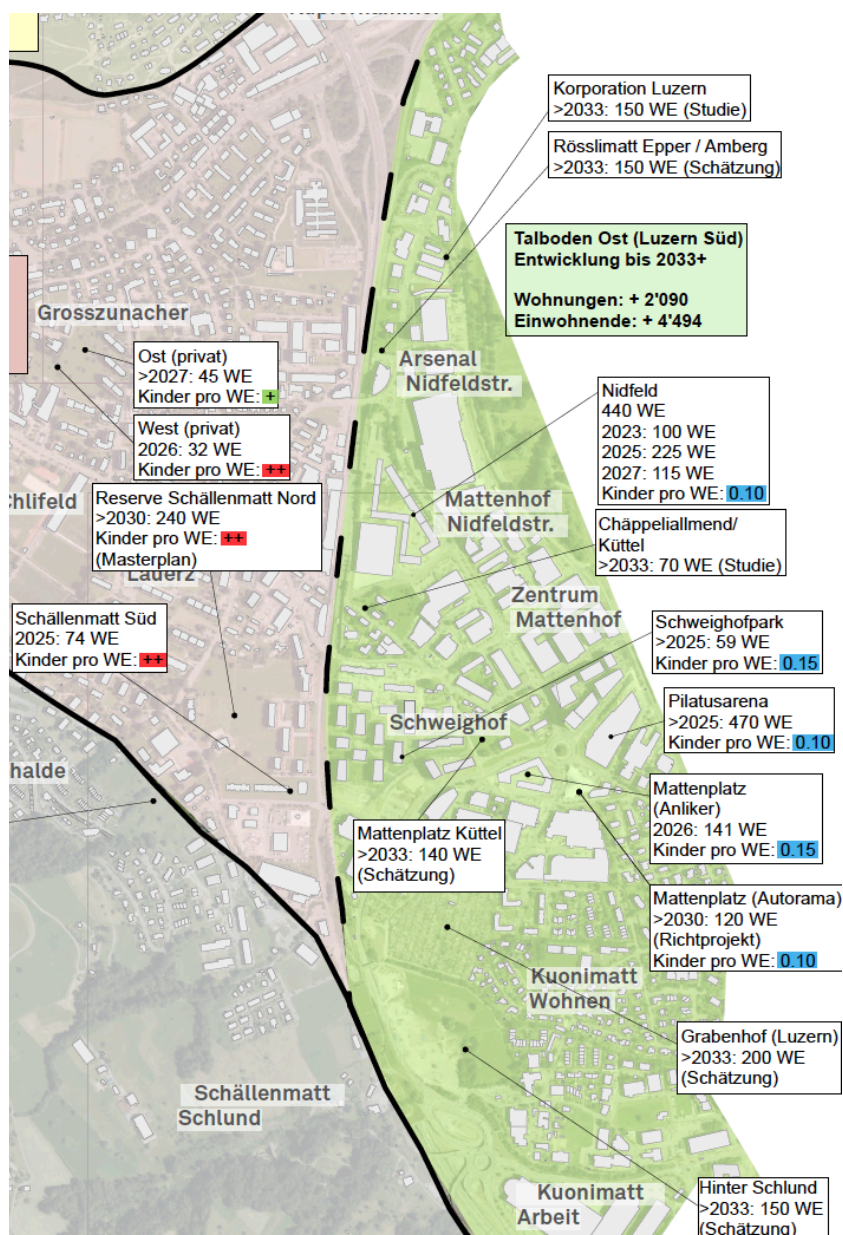 Kupferhammer
Korporation Luzern
>2033: 150 WE (Studie)
Rösslimatt Epper / Amberg
>2033: 150 WE (Schätzung)
Talboden Ost (Luzern Süd)
Entwicklung bis 2033+
Wohnungen: + 2'090
Einwohnende: + 4'494
Grosszunacher
Ost (privat)
>2027: 45 WE
Kinder pro WE: +
West (privat)
2026: 32 WE
Kinder pro WE: ++
Arsenal
Nidfeldstr.
Nidfeld
440 WE
2023: 100 WE
2025: 225 WE
2027: 115 WE
Kinder pro WE: 0.10
Chlifeld
Reserve Schällenmatt Nord
>2030: 240 WE
Kinder pro WE: ++
(Masterplan)
Lauerz
Mattenhof
Nidfeldstr.
Chäppeliallmend/
Küttel
>2033: 70 WE (Studie)
Zentrum
Mattenhof
Schällenmatt Süd
2025: 74 WE
Kinder pro WE: ++
Schweighofpark
>2025: 59 WE
Kinder pro WE: 0.15
Schweighof
Pilatusarena
>2025: 470 WE
Kinder pro WE: 0.10
halde
Mattenplatz
(Anliker)
2026: 141 WE
Kinder pro WE: 0.15
Mattenplatz Küttel
>2033: 140 WE
(Schätzung)
Mattenplatz (Autorama)
>2030: 120 WE
(Richtprojekt)
Kinder pro WE: 0.10
Kuonimatt
Wohnen
Grabenhof (Luzern)
>2033: 200 WE
(Schätzung)
Schällenmatt
Schlund
Kuonimatt
Arbeit
Hinter Schlund
>2033: 150 WE
(Schätzung)